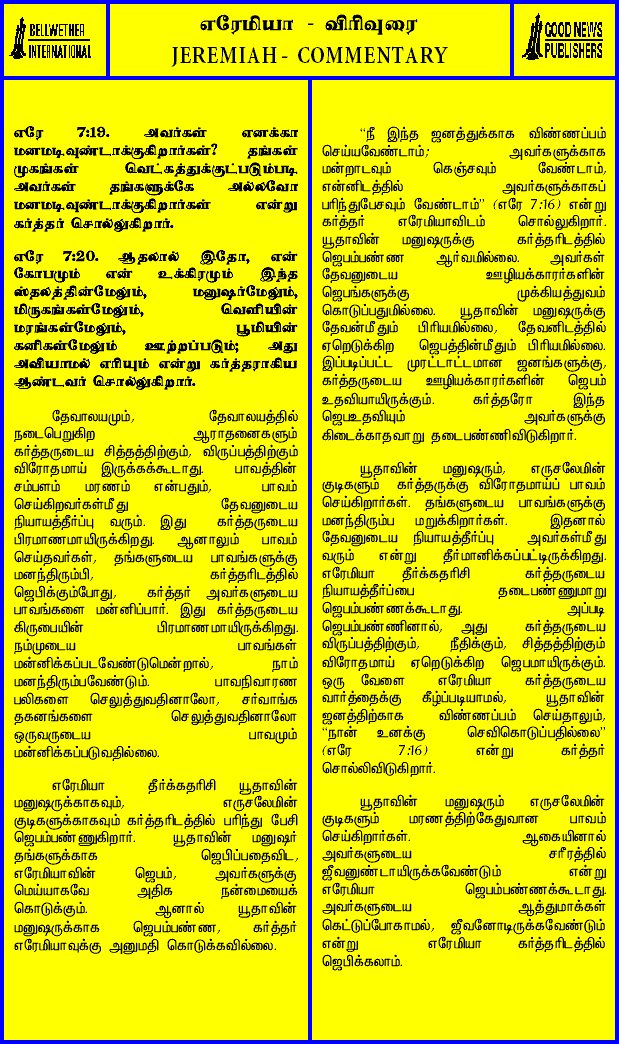 BELLWETHER
INTERNATIONAL
எரேமியா - விரிவுரை
JEREMIAH - COMMENTARY
GOOD NEWS
PUBLISHERS
எரே 7:19. அவர்கள் எனக்கா
மனமடிவுண்டாக்குகிறார்கள்? தங்கள்
முகங்கள் வெட்கத்துக்குட்படும்படி
அவர்கள் தங்களுக்கே அல்லவோ
மனமடிவுண்டாக்குகிறார்கள் என்று
கர்த்தர் சொல்லுகிறார்.
எரே 7:20. ஆதலால் இதோ, என்
கோபமும் என் உக்கிரமும் இந்த
ஸ்தலத்தின்மேலும், மனுஷர்மேலும்,
மிருகங்கள்மேலும், வெளியின்
மரங்கள்மேலும், பூமியின்
கனிகள்மேலும் ஊற்றப்படும்; அது
அவியாமல் எரியும் என்று கர்த்தராகிய
ஆண்டவர் சொல்லுகிறார்.
தேவாலயமும், தேவாலயத்தில்
நடைபெறுகிற ஆராதனைகளும்
கர்த்தருடைய சித்தத்திற்கும், விருப்பத்திற்கும்
விரோதமாய் இருக்கக்கூடாது. பாவத்தின்
சம்பளம் மரணம் என்பதும், பாவம்
செய்கிறவர்கள்மீது தேவனுடைய
நியாயத்தீர்ப்பு வரும். இது கர்த்தருடைய
பிரமாணமாயிருக்கிறது. ஆனாலும் பாவம்
செய்தவர்கள், தங்களுடைய பாவங்களுக்கு
மனந்திரும்பி, கர்த்தரிடத்தில்
ஜெபிக்கும்போது, கர்த்தர் அவர்களுடைய
பாவங்களை மன்னிப்பார். இது கர்த்தருடைய
கிருபையின் பிரமாணமாயிருக்கிறது.
நம்முடைய பாவங்கள்
மன்னிக்கப்படவேண்டுமென்றால், நாம்
மனந்திரும்பவேண்டும். பாவநிவாரண
பலிகளை செலுத்துவதினாலோ, சர்வாங்க
தகனங்களை செலுத்துவதினாலோ
ஒருவருடைய பாவமும்
மன்னிக்கப்படுவதில்லை.
எரேமியா தீர்க்கதரிசி யூதாவின்
மனுஷருக்காகவும், எருசலேமின்
குடிகளுக்காகவும் கர்த்தரிடத்தில் பரிந்து பேசி
ஜெபம்பண்ணுகிறார். யூதாவின் மனுஷர்
தங்களுக்காக ஜெபிப்பதைவிட,
எரேமியாவின் ஜெபம், அவர்களுக்கு
மெய்யாகவே அதிக நன்மையைக்
கொடுக்கும். ஆனால் யூதாவின்
மனுஷருக்காக ஜெபம்பண்ண, கர்த்தர்
எரேமியாவுக்கு அனுமதி கொடுக்கவில்லை.
“நீ இந்த ஜனத்துக்காக விண்ணப்பம்
செய்யவேண்டாம்; அவர்களுக்காக
மன்றாடவும் கெஞ்சவும் வேண்டாம்,
என்னிடத்தில் அவர்களுக்காகப்
பரிந்துபேசவும் வேண்டாம்” (எரே 7:16) என்று
கர்த்தர் எரேமியாவிடம் சொல்லுகிறார்.
யூதாவின் மனுஷருக்கு கர்த்தரிடத்தில்
ஜெபம்பண்ண ஆர்வமில்லை. அவர்கள்
தேவனுடைய ஊழியக்காரர்களின்
ஜெபங்களுக்கு முக்கியத்துவம்
கொடுப்பதுமில்லை. யூதாவின் மனுஷருக்கு
தேவன்மீதும் பிரியமில்லை, தேவனிடத்தில்
ஏறெடுக்கிற ஜெபத்தின்மீதும் பிரியமில்லை.
இப்படிப்பட்ட முரட்டாட்டமான ஜனங்களுக்கு,
கர்த்தருடைய ஊழியக்காரர்களின் ஜெபம்
உதவியாயிருக்கும். கர்த்தரோ இந்த
ஜெபஉதவியும் அவர்களுக்கு
கிடைக்காதவாறு தடைபண்ணிவிடுகிறார்.
யூதாவின் மனுஷரும், எருசலேமின்
குடிகளும் கர்த்தருக்கு விரோதமாய்ப் பாவம்
செய்கிறார்கள். தங்களுடைய பாவங்களுக்கு
மனந்திரும்ப மறுக்கிறார்கள். இதனால்
தேவனுடைய நியாயத்தீர்ப்பு அவர்கள்மீது
வரும் என்று தீர்மானிக்கப்பட்டிருக்கிறது.
எரேமியா தீர்க்கதரிசி கர்த்தருடைய
நியாயத்தீர்ப்பை தடைபண்ணுமாறு
ஜெபம்பண்ணக்கூடாது. அப்படி
ஜெபம்பண்ணினால், அது கர்த்தருடைய
விருப்பத்திற்கும், நீதிக்கும், சித்தத்திற்கும்
விரோதமாய் ஏறெடுக்கிற ஜெபமாயிருக்கும்.
ஒரு வேளை எரேமியா கர்த்தருடைய
வார்த்தைக்கு கீழ்ப்படியாமல், யூதாவின்
ஜனத்திற்காக விண்ணப்பம் செய்தாலும்,
“நான் உனக்கு செவிகொடுப்பதில்லை”
(எரே 7:16) என்று கர்த்தர்
சொல்லிவிடுகிறார்.
யூதாவின் மனுஷரும் எருசலேமின்
குடிகளும் மரணத்திற்கேதுவான பாவம்
செய்கிறார்கள். ஆகையினால்
அவர்களுடைய சரீரத்தில்
ஜீவனுண்டாயிருக்கவேண்டும் என்று
எரேமியா ஜெபம்பண்ணக்கூடாது.
அவர்களுடைய ஆத்துமாக்கள்
கெட்டுப்போகாமல், ஜீவனோடிருக்கவேண்டும்
என்று எரேமியா கர்த்தரிடத்தில்
ஜெபிக்கலாம்.